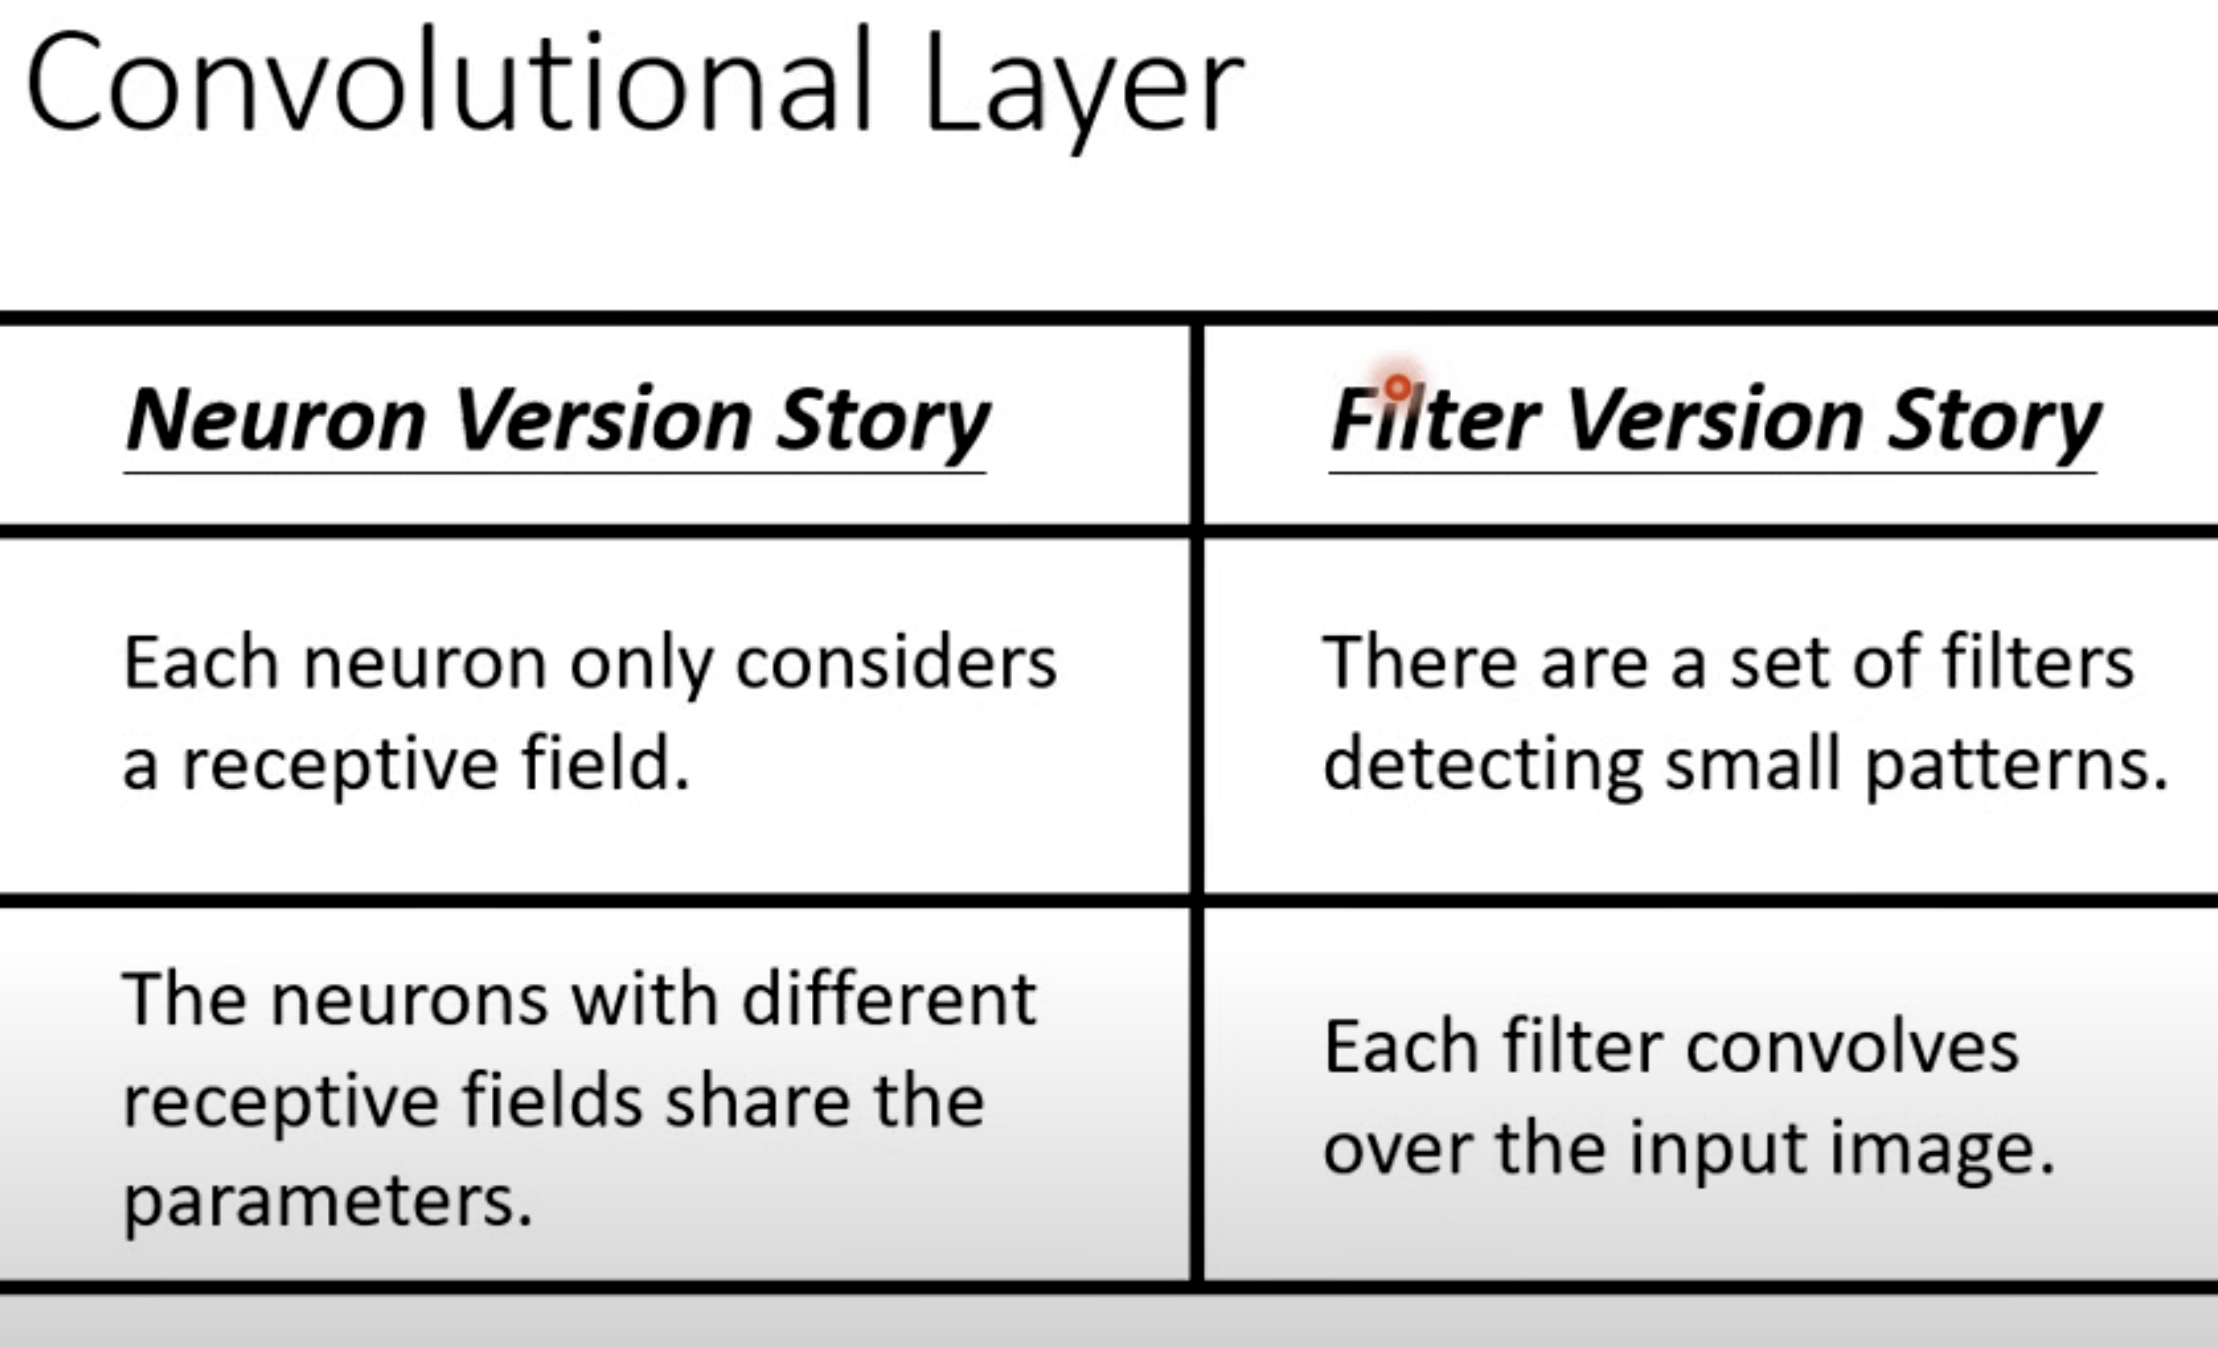 Convolutional Layer
Neuron Version Story
Filter Version Story
Each neuron only considers
a receptive field.
There are a set of filters
detecting small patterns.
The neurons with different
receptive fields share the
parameters.
Each filter convolves
over the input image.